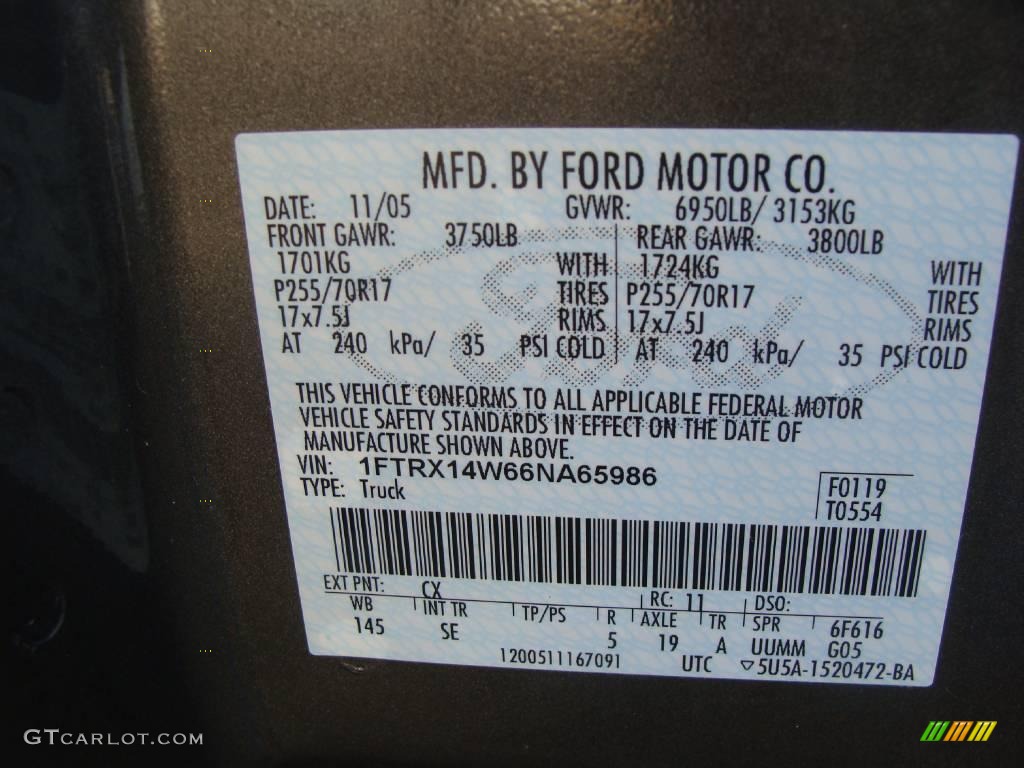 MFD. BY FORD MOTOR CO.
DATE: 11/05 GVWR: 6950LB/ 3153KG
FRONT GAWR: 3750LB REAR GAWR: 3800LB
1701KG WITH 1724KG WITH
P255/70R17 TIRES P255/70R17 TIRES
17x7.5J RIMS 17x7.5J RIMS
AT 240 kPa/ 35 PSI COLD AT 240 kPa/ 35 PSI COLD
Ford
THIS VEHICLE CONFORMS TO ALL APPLICABLE FEDERAL MOTOR
VEHICLE SAFETY STANDARDS IN EFFECT ON THE DATE OF
MANUFACTURE SHOWN ABOVE.
VIN: 1FTRX14W66NA65986
TYPE: Truck
F0119
T0554
EXT PNT: CX RC: 11 DSO:
WB INT TR TP/PS R AXLE TR SPR 6F616
145 SE 5 19 A UUMM G05
1200511167091 UTC ▽5U5A-1520472-BA
GTCARLOT.COM